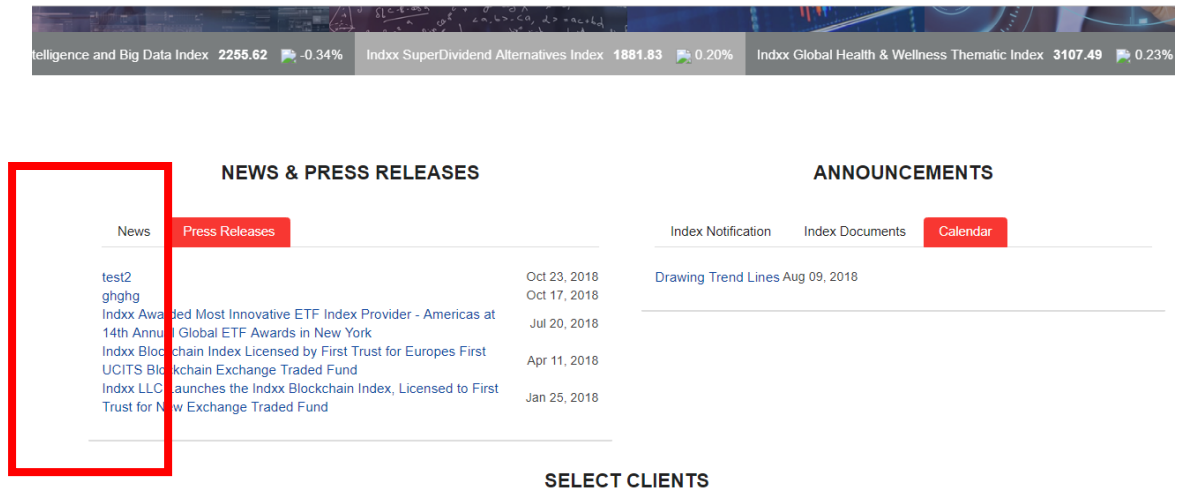 telligence and Big Data Index 2255.62 -0.34% Indxx SuperDividend Alternatives Index 1881.83 0.20% Indxx Global Health & Wellness Thematic Index 3107.49 0.23%
NEWS & PRESS RELEASES
News Press Releases
test2 Oct 23, 2018
ghghg Oct 17, 2018
Indxx Awarded Most Innovative ETF Index Provider - Americas at
14th Annual Global ETF Awards in New York
Jul 20, 2018
Indxx Blockchain Index Licensed by First Trust for Europes First
UCITS Blockchain Exchange Traded Fund
Apr 11, 2018
Indxx LLC Launches the Indxx Blockchain Index, Licensed to First
Trust for New Exchange Traded Fund
Jan 25, 2018
ANNOUNCEMENTS
Index Notification Index Documents Calendar
Drawing Trend Lines Aug 09, 2018
SELECT CLIENTS